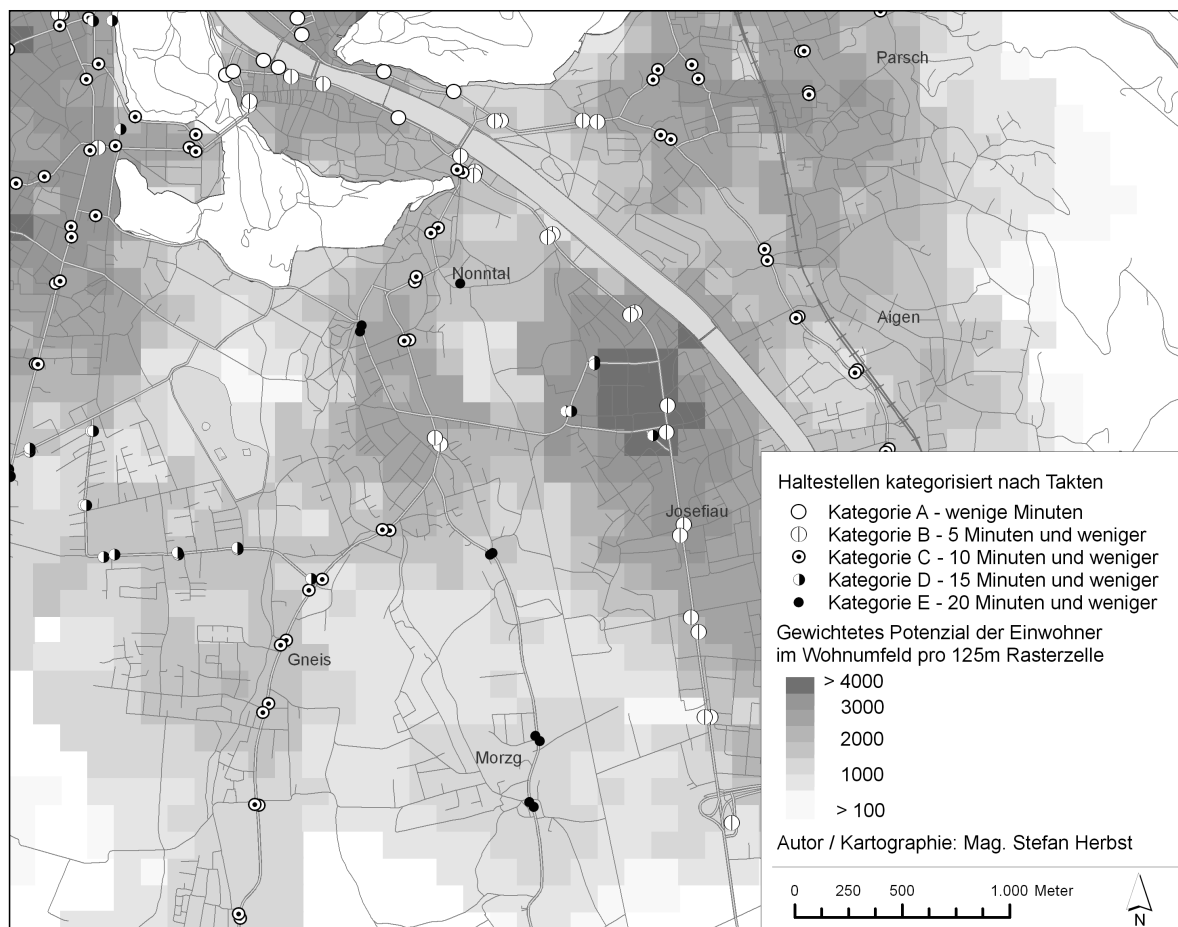 Parsch
Nonntal
Aigen
Josefiau
Gneis
Morzg
Haltestellen kategorisiert nach Takten
Kategorie A - wenige Minuten
Kategorie B - 5 Minuten und weniger
Kategorie C - 10 Minuten und weniger
Kategorie D - 15 Minuten und weniger
Kategorie E - 20 Minuten und weniger
Gewichtetes Potenzial der Einwohner
im Wohnumfeld pro 125m Rasterzelle
> 4000
3000
2000
1000
> 100
Autor / Kartographie: Mag. Stefan Herbst
0 250 500 1.000 Meter
N